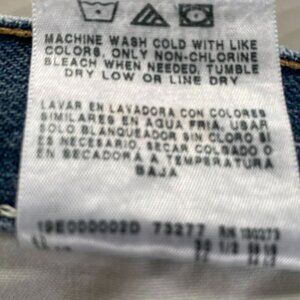 MACHINE WASH COLD WITH LIKE
COLORS. ONLY NON-CHLORINE
BLEACH WHEN NEEDED. TUMBLE
DRY LOW OR LINE DRY
LAVAR EN LAVADORA CON COLORES
SIMILARES EN AGUA FRIA. USAR
SOLO BLANQUEADOR SIN CLORO SI
ES NECESARIO. SECAR COLGADO O
EN SECADORA A TEMPERATURA
BAJA
73277